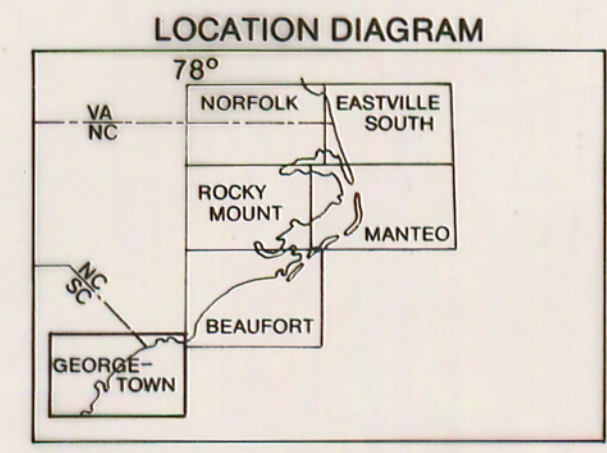 LOCATION DIAGRAM
78°
NORFOLK
EASTVILLE
SOUTH
VA
NC
ROCKY
MOUNT
MANTEO
NC
SC
BEAUFORT
GEORGE-
TOWN